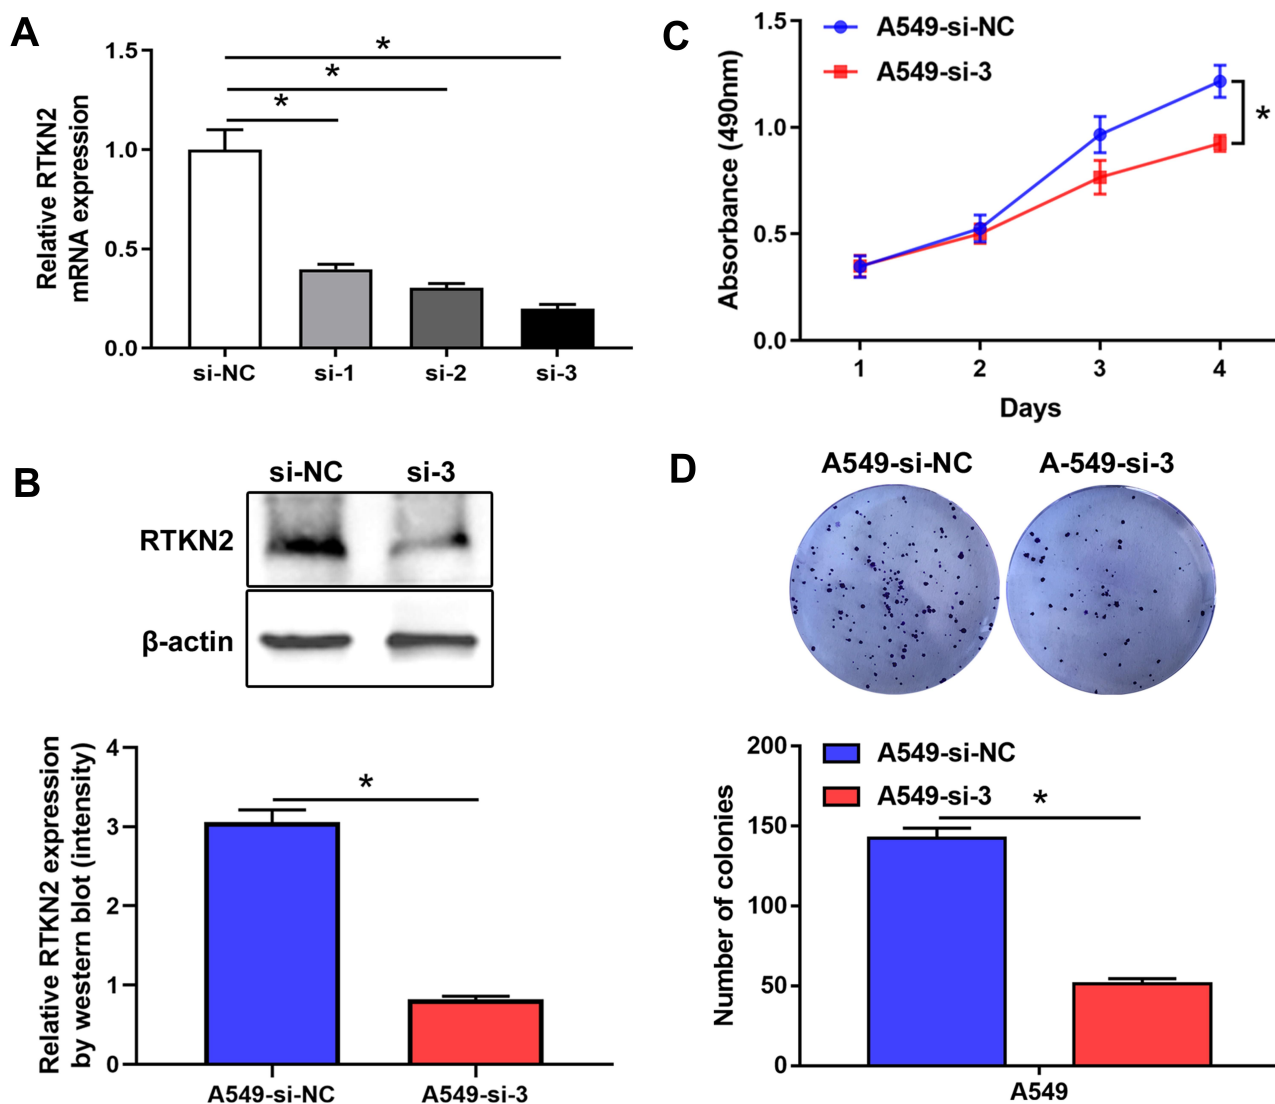 A
Relative RTKN2
mRNA expression
1.5
1.0
0.5
0.0
*
*
*
si-NC si-1 si-2 si-3
C
Absorbance (490nm)
1.5
1.0
0.5
0.0
A549-si-NC
A549-si-3
*
1 2 3 4
Days
B
si-NC si-3
RTKN2
β-actin
Relative RTKN2 expression
by western blot (intensity)
4
3
2
1
0
*
A549-si-NC A549-si-3
D
A549-si-NC A-549-si-3
Number of colonies
200
150
100
50
0
A549-si-NC
A549-si-3
*
A549